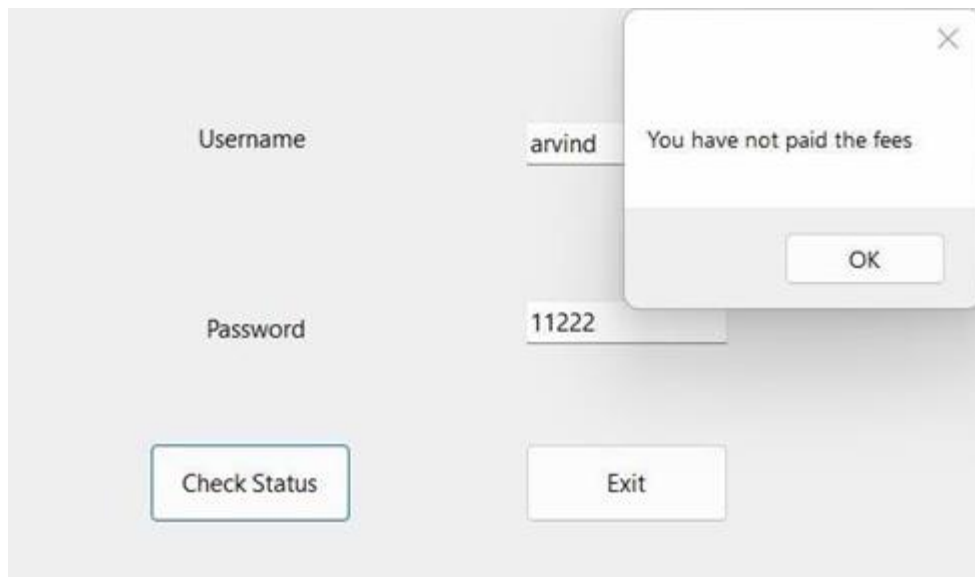 Username
arvind
You have not paid the fees
OK
Password
11222
Check Status
Exit